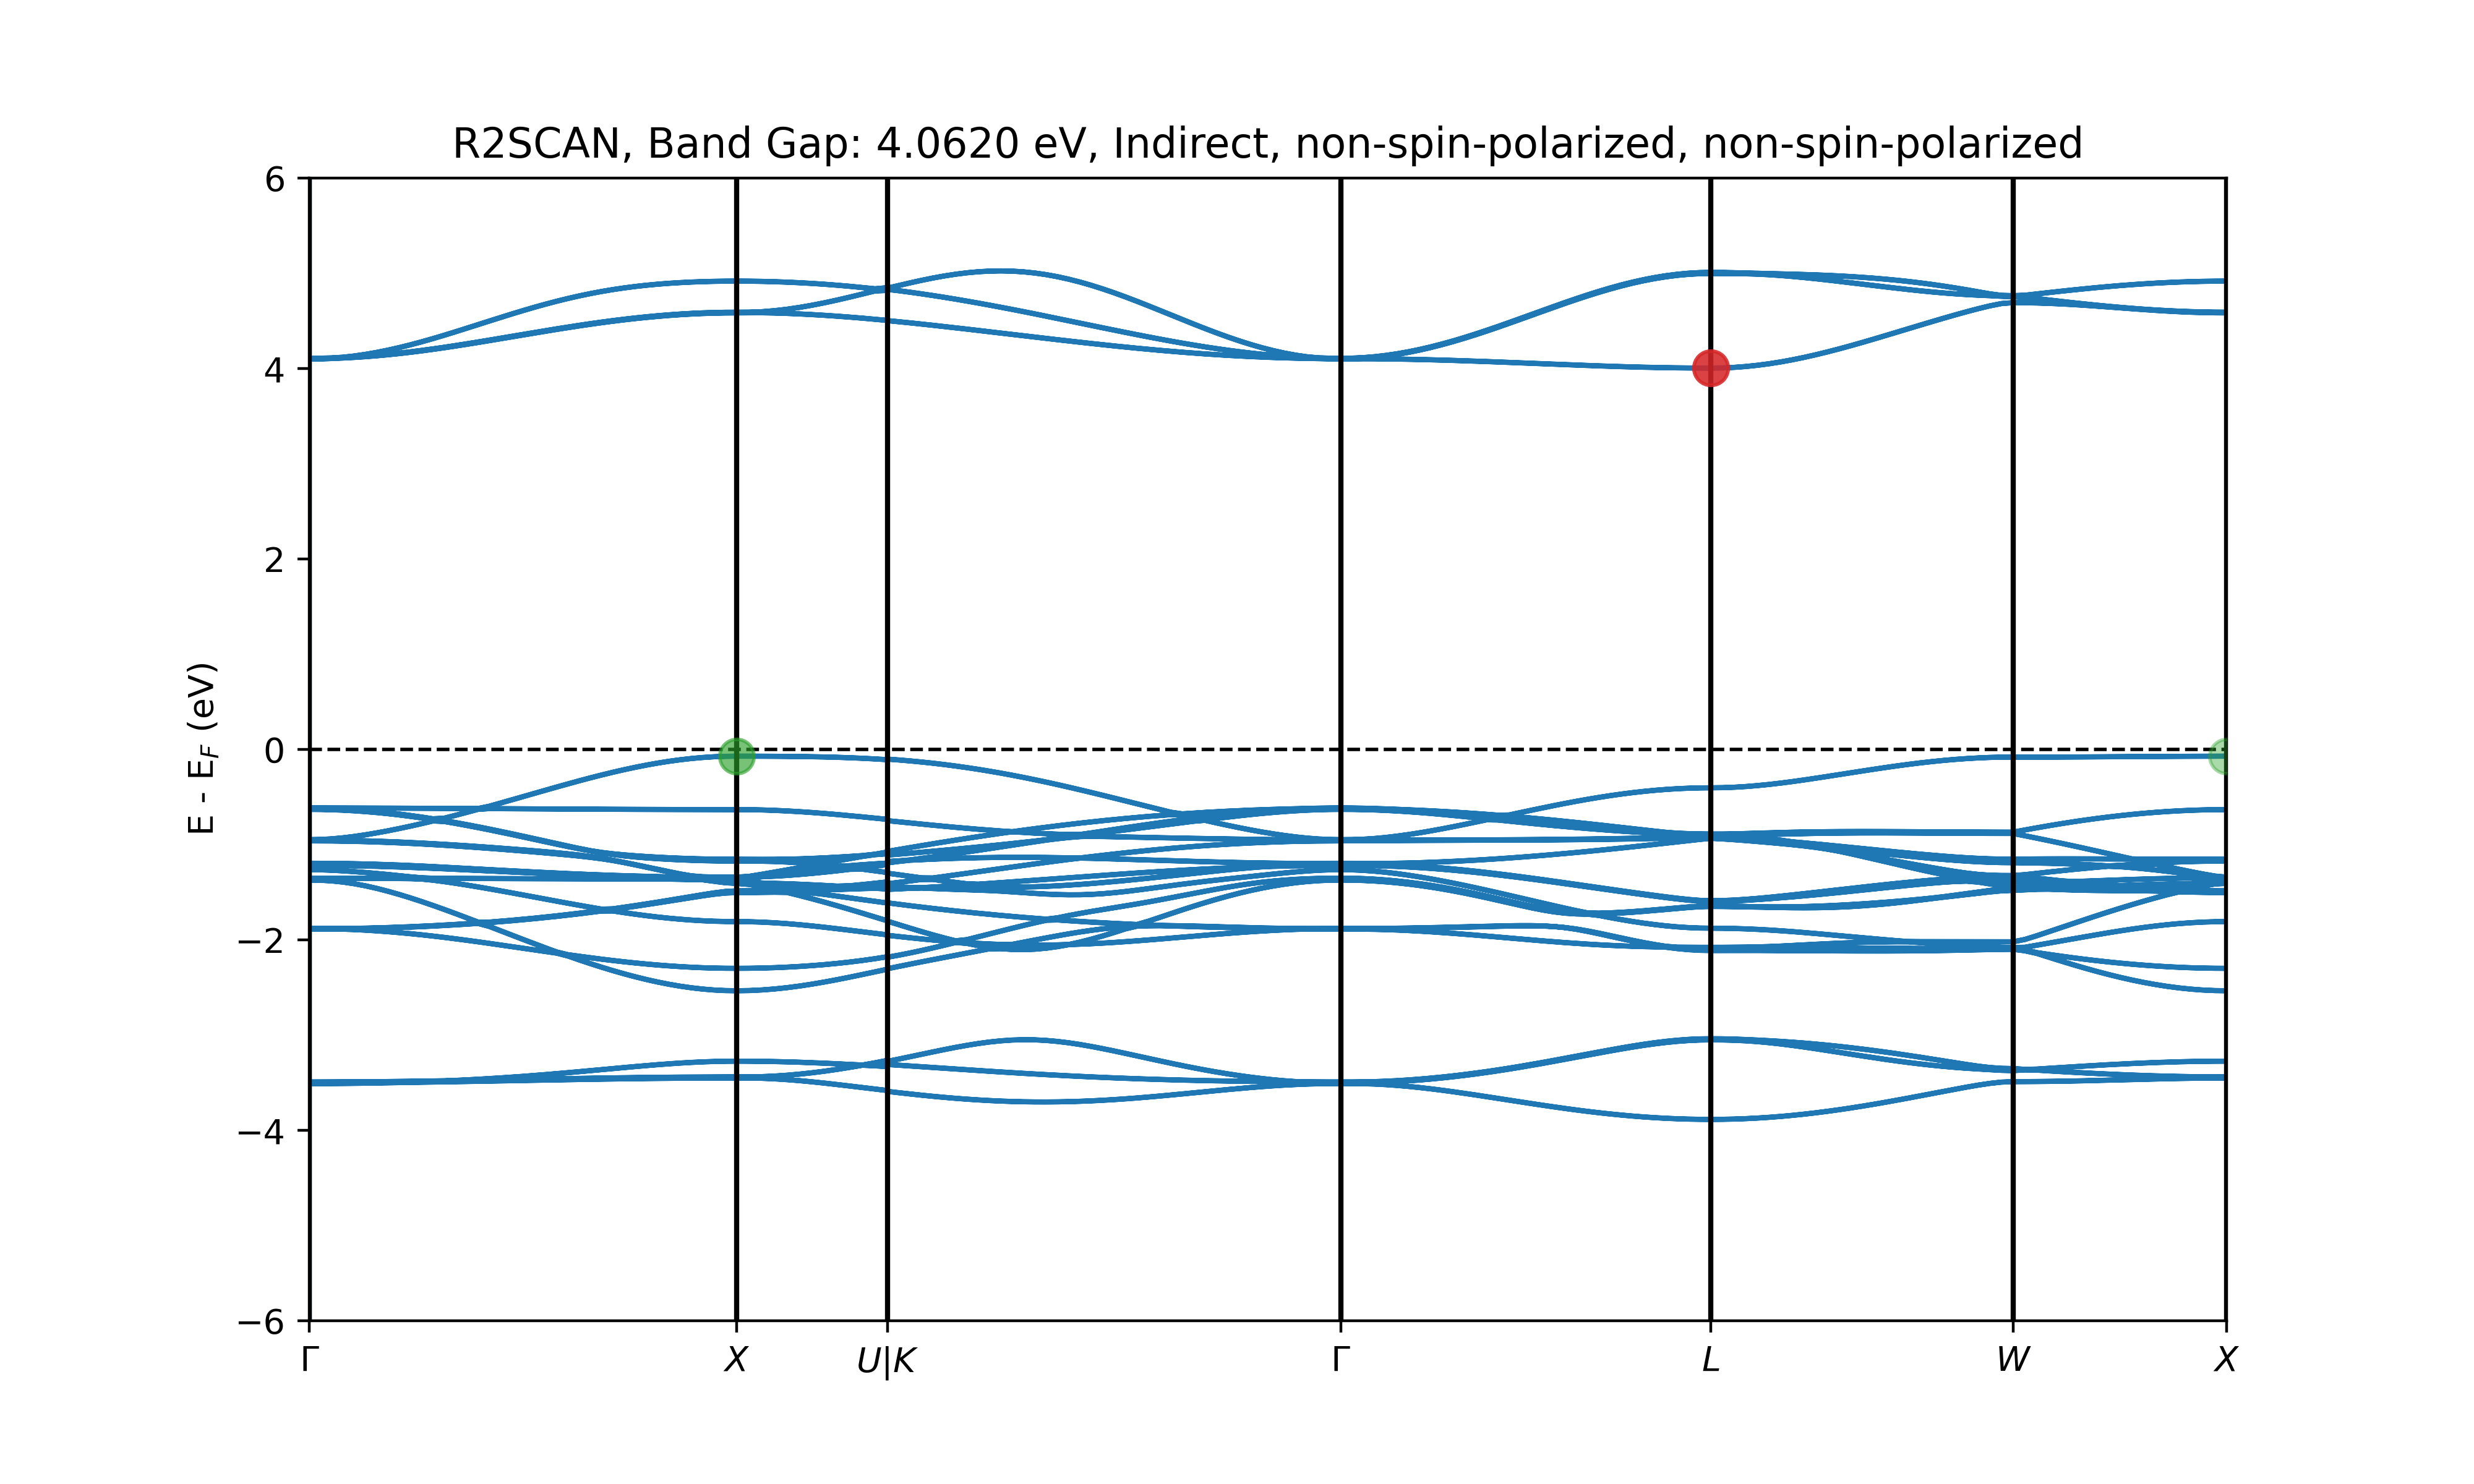 R2SCAN, Band Gap: 4.0620 eV, Indirect, non-spin-polarized, non-spin-polarized
6
4
2
0
−2
−4
−6
E - E_F (eV)
Γ X U|K Γ L W X